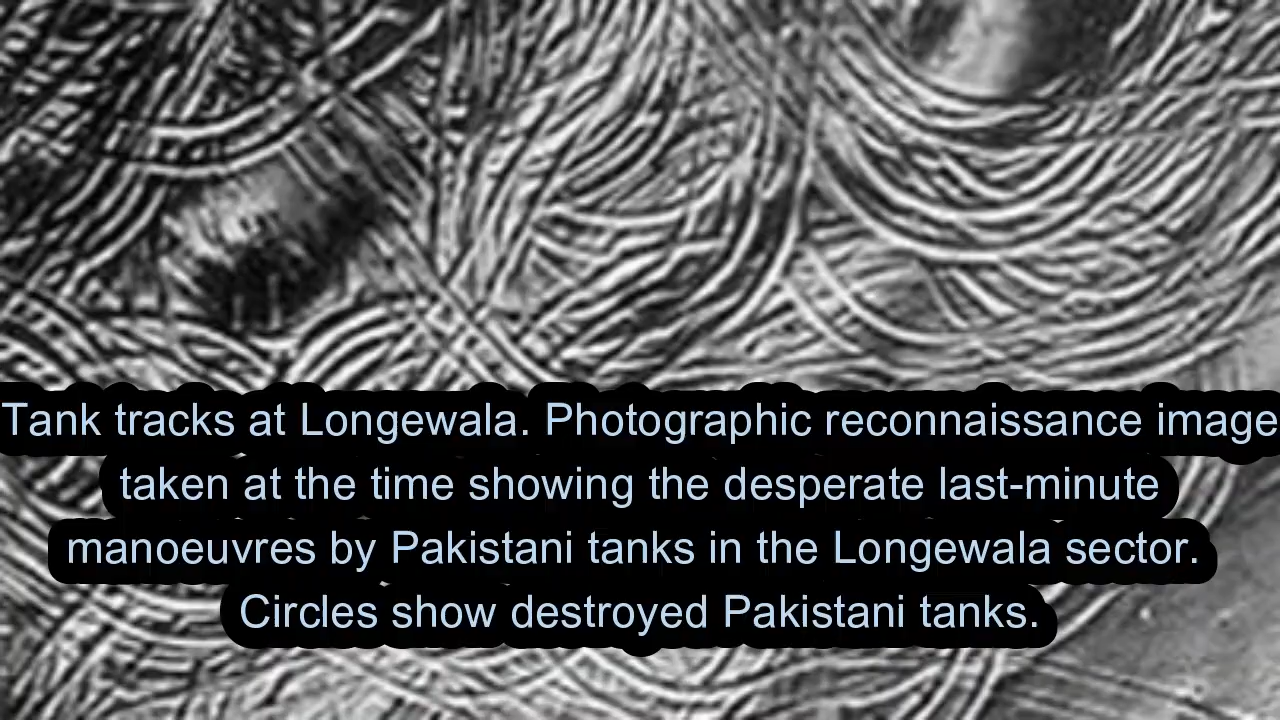 Tank tracks at Longewala. Photographic reconnaissance image
taken at the time showing the desperate last-minute
manoeuvres by Pakistani tanks in the Longewala sector.
Circles show destroyed Pakistani tanks.